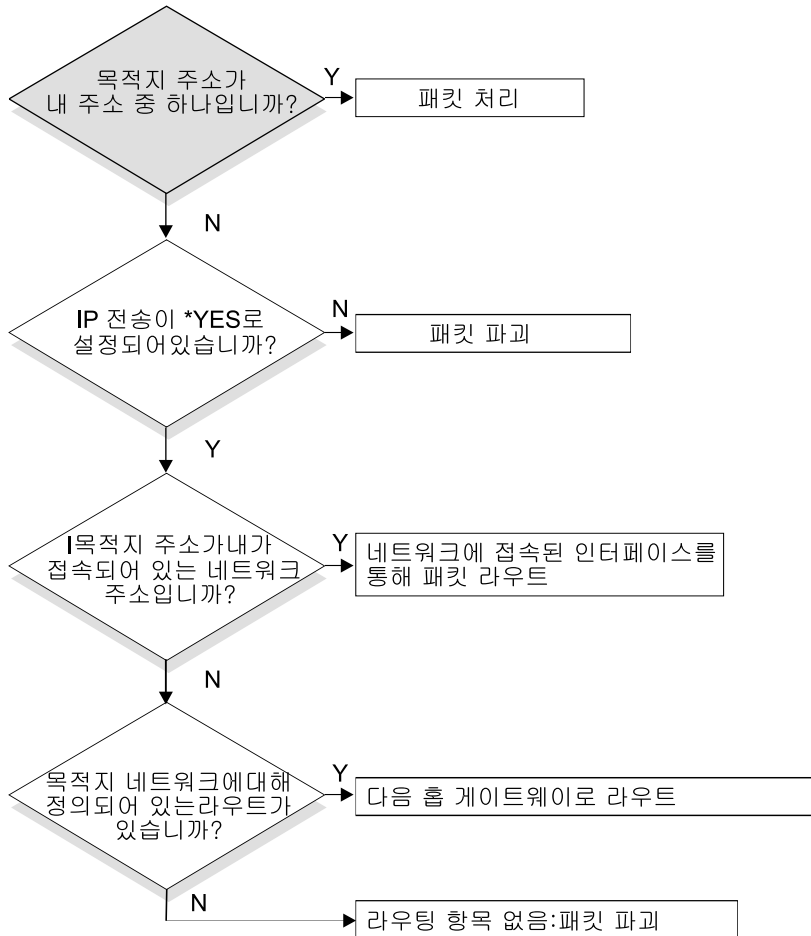 목적지 주소가
내 주소 중 하나입니까?
Y
패킷 처리
N
IP 전송이 *YES로
설정되어있습니까?
N
패킷 파괴
Y
I목적지 주소가내가
접속되어 있는 네트워크
주소입니까?
Y
네트워크에 접속된 인터페이스를
통해 패킷 라우트
N
목적지 네트워크에대해
정의되어 있는라우트가
있습니까?
Y
다음 홉 게이트웨이로 라우트
N
라우팅 항목 없음:패킷 파괴